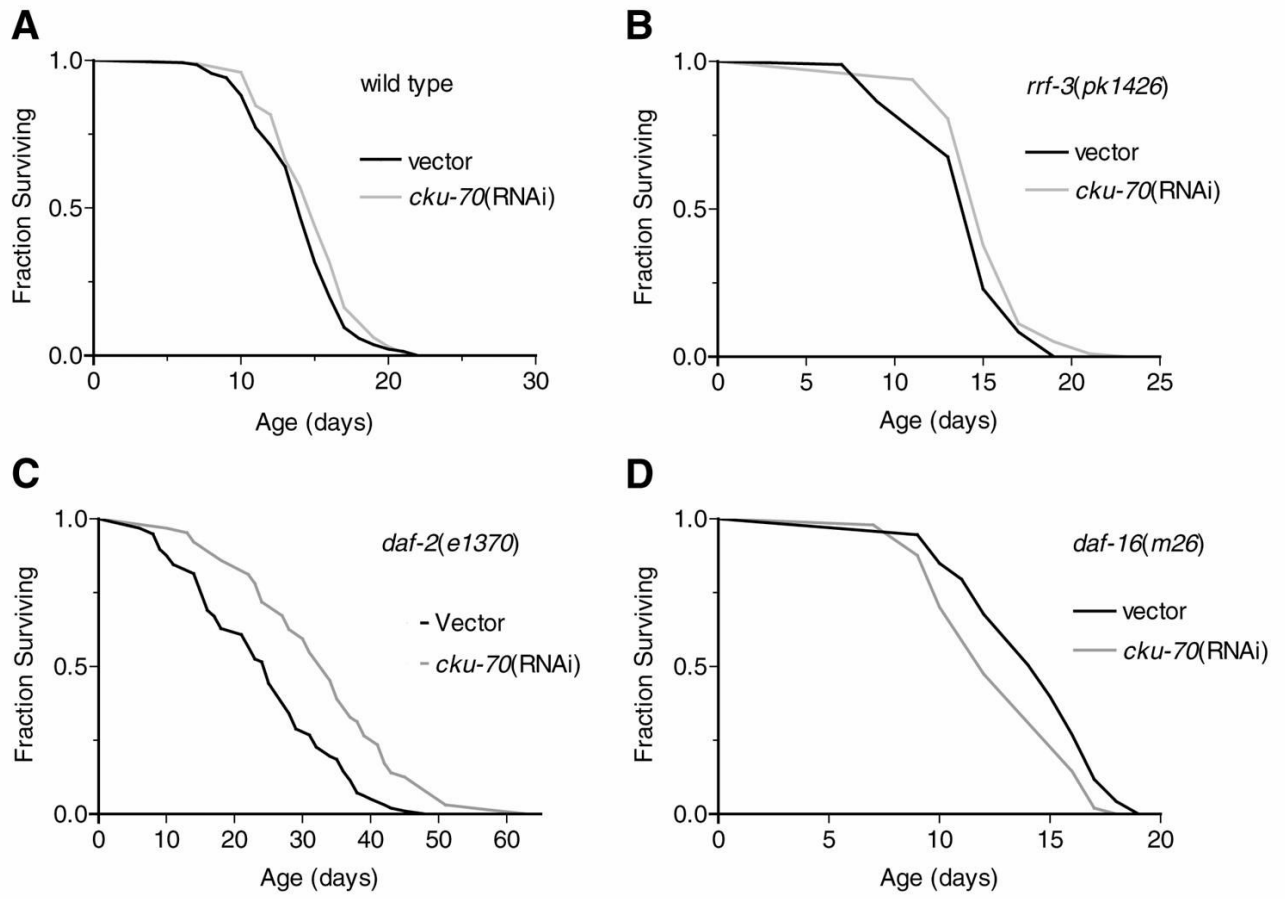 A
wild type
vector
cku-70(RNAi)
1.0
0.5
0.0
Fraction Surviving
0 10 20 30
Age (days)
B
rrf-3(pk1426)
vector
cku-70(RNAi)
1.0
0.5
0.0
Fraction Surviving
0 5 10 15 20 25
Age (days)
C
daf-2(e1370)
Vector
cku-70(RNAi)
1.0
0.5
0.0
Fraction Surviving
0 10 20 30 40 50 60
Age (days)
D
daf-16(m26)
vector
cku-70(RNAi)
1.0
0.5
0.0
Fraction Surviving
0 5 10 15 20
Age (days)